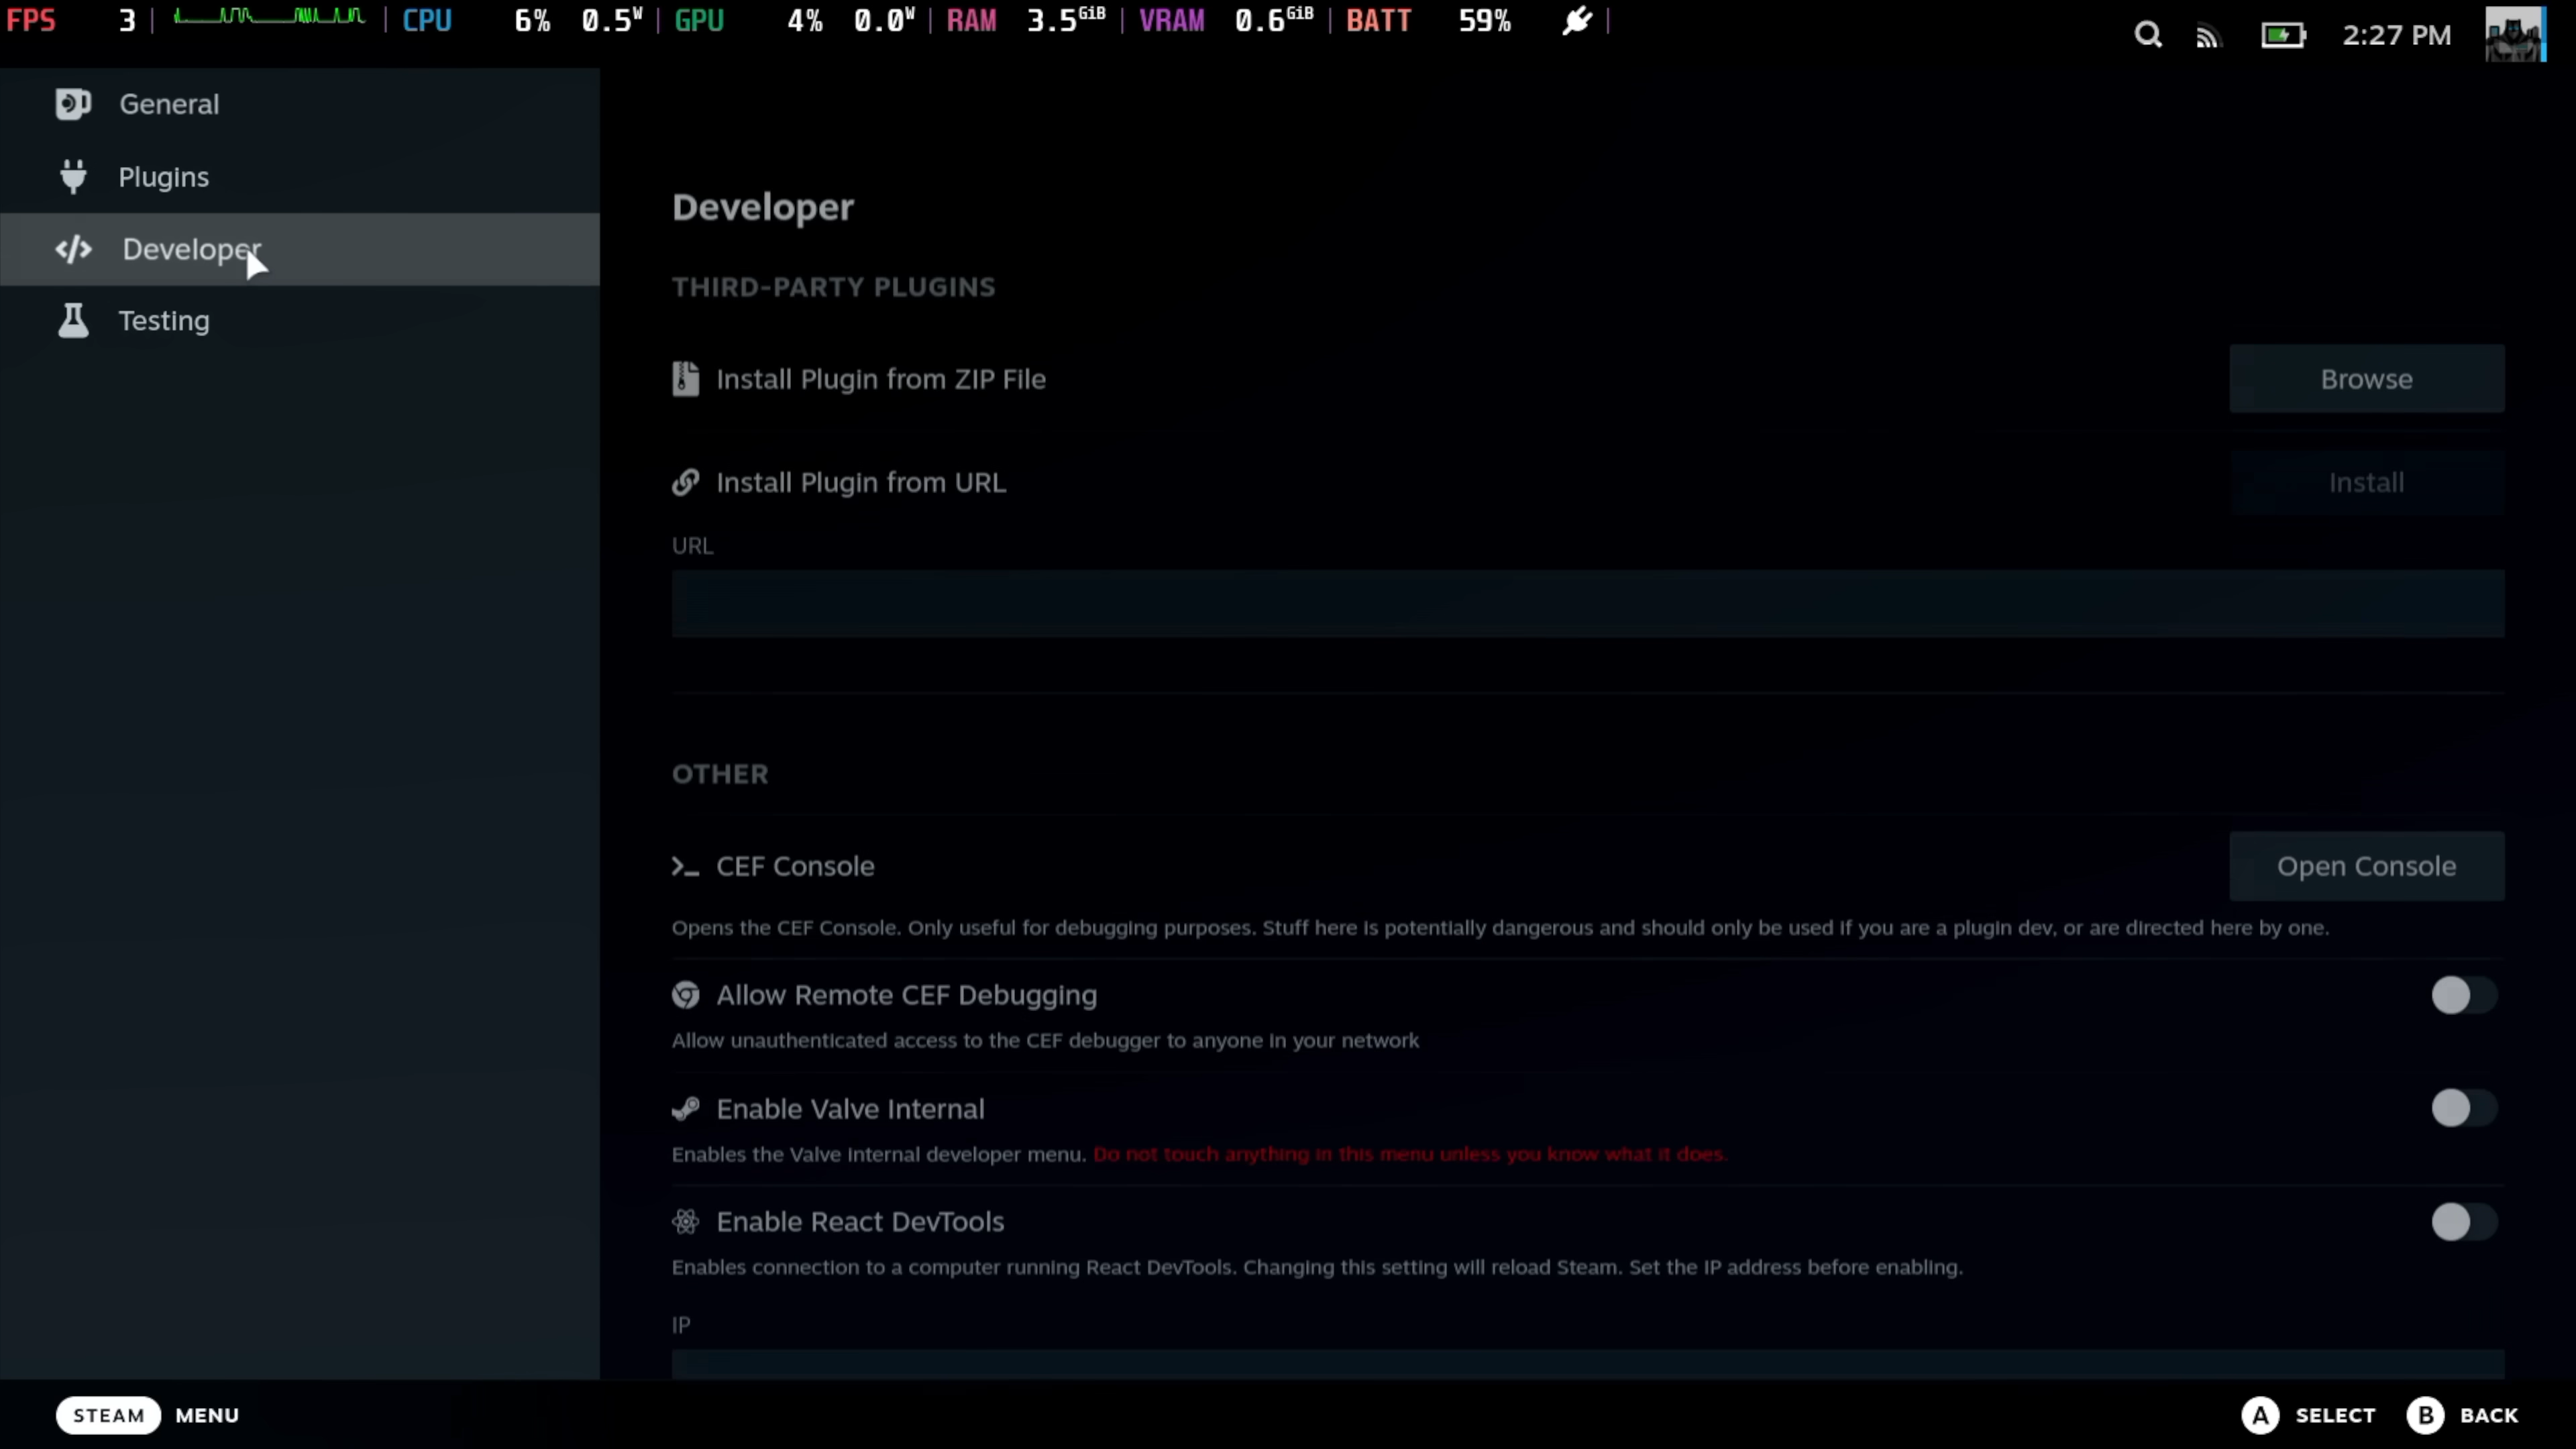 FPS 3 | CPU 6% 0.5W | GPU 4% 0.0W | RAM 3.5GiB | VRAM 0.6GiB | BATT 59% |
2:27 PM
General
Plugins
Developer
Testing
Developer
THIRD-PARTY PLUGINS
Install Plugin from ZIP File
Browse
Install Plugin from URL
Install
URL
OTHER
CEF Console
Open Console
Opens the CEF Console. Only useful for debugging purposes. Stuff here is potentially dangerous and should only be used if you are a plugin dev, or are directed here by one.
Allow Remote CEF Debugging
Allow unauthenticated access to the CEF debugger to anyone in your network
Enable Valve Internal
Enables the Valve internal developer menu. Do not touch anything in this menu unless you know what it does.
Enable React DevTools
Enables connection to a computer running React DevTools. Changing this setting will reload Steam. Set the IP address before enabling.
IP
STEAM MENU
A SELECT B BACK